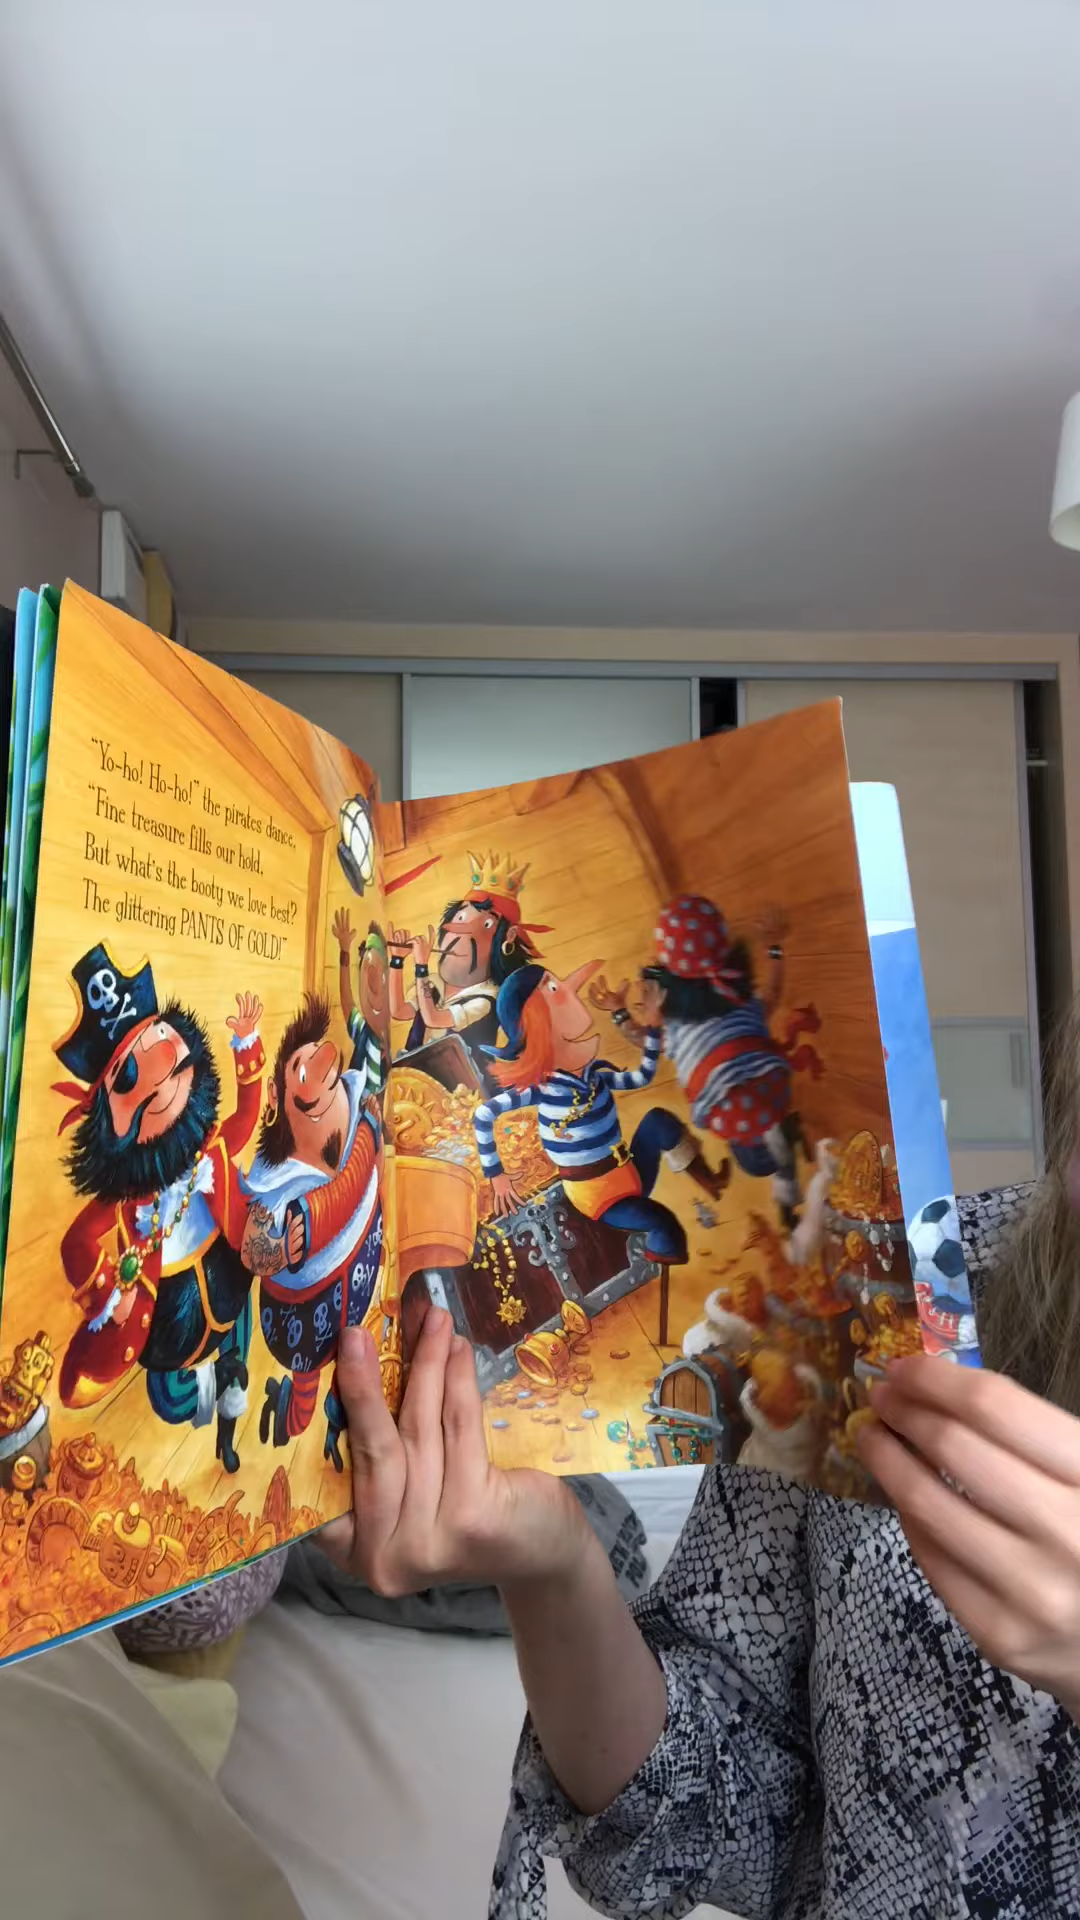 “Yo-ho! Ho-ho!” the pirates dance,
“Fine treasure fills our hold,
But what's the booty we love best?
The glittering PANTS OF GOLD!”